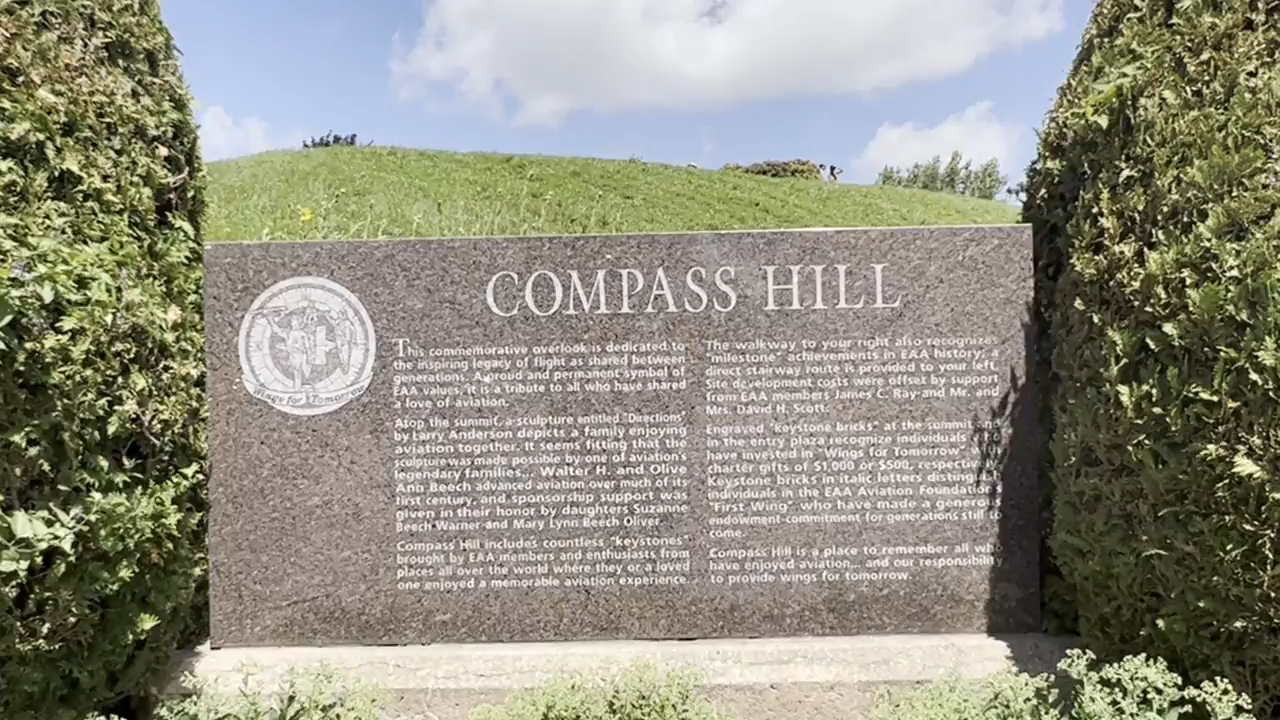 COMPASS HILL
Wings for Tomorrow
This commemorative overlook is dedicated to
the inspiring legacy of flight as shared between
generations. A proud and permanent symbol of
EAA values, it is a tribute to all who have shared
a love of aviation.
Atop the summit, a sculpture entitled "Directions"
by Larry Anderson depicts a family enjoying
aviation together. It seems fitting that the
sculpture was made possible by one of aviation's
legendary families... Walter H. and Olive
Ann Beech advanced aviation over much of its
first century, and sponsorship support was
given in their honor by daughters Suzanne
Beech Warner and Mary Lynn Beech Oliver.
Compass Hill includes countless "keystones"
brought by EAA members and enthusiasts from
places all over the world where they or a loved
one enjoyed a memorable aviation experience.
The walkway to your right also recognizes
"milestone" achievements in EAA history; a
direct stairway route is provided to your left.
Site development costs were offset by support
from EAA members James C. Ray and Mr. and
Mrs. David H. Scott.
Engraved "keystone bricks" at the summit and
in the entry plaza recognize individuals who
have invested in "Wings for Tomorrow" with
charter gifts of $1,000 or $500, respectively.
Keystone bricks in italic letters distinguish
individuals in the EAA Aviation Foundation's
"First Wing" who have made a generous
endowment commitment for generations still to
come.
Compass Hill is a place to remember all who
have enjoyed aviation... and our responsibility
to provide wings for tomorrow.